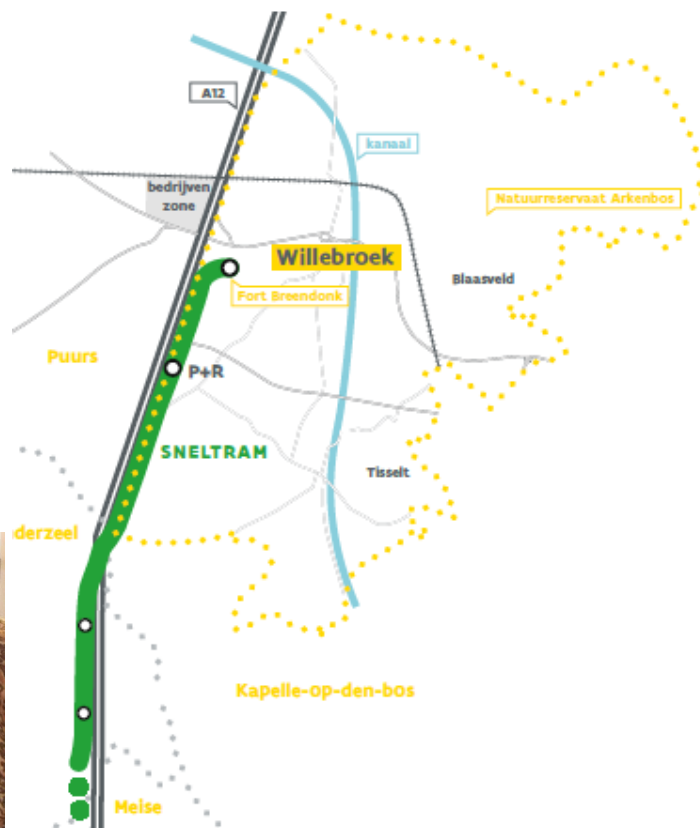 A12
kanaal
bedrijven
zone
Natuurreservaat Arkenbos
Willebroek
Blaasveld
Fort Breendonk
Puurs
P+R
SNELTRAM
Tisselt
derzeel
Kapelle-op-den-bos
Meise